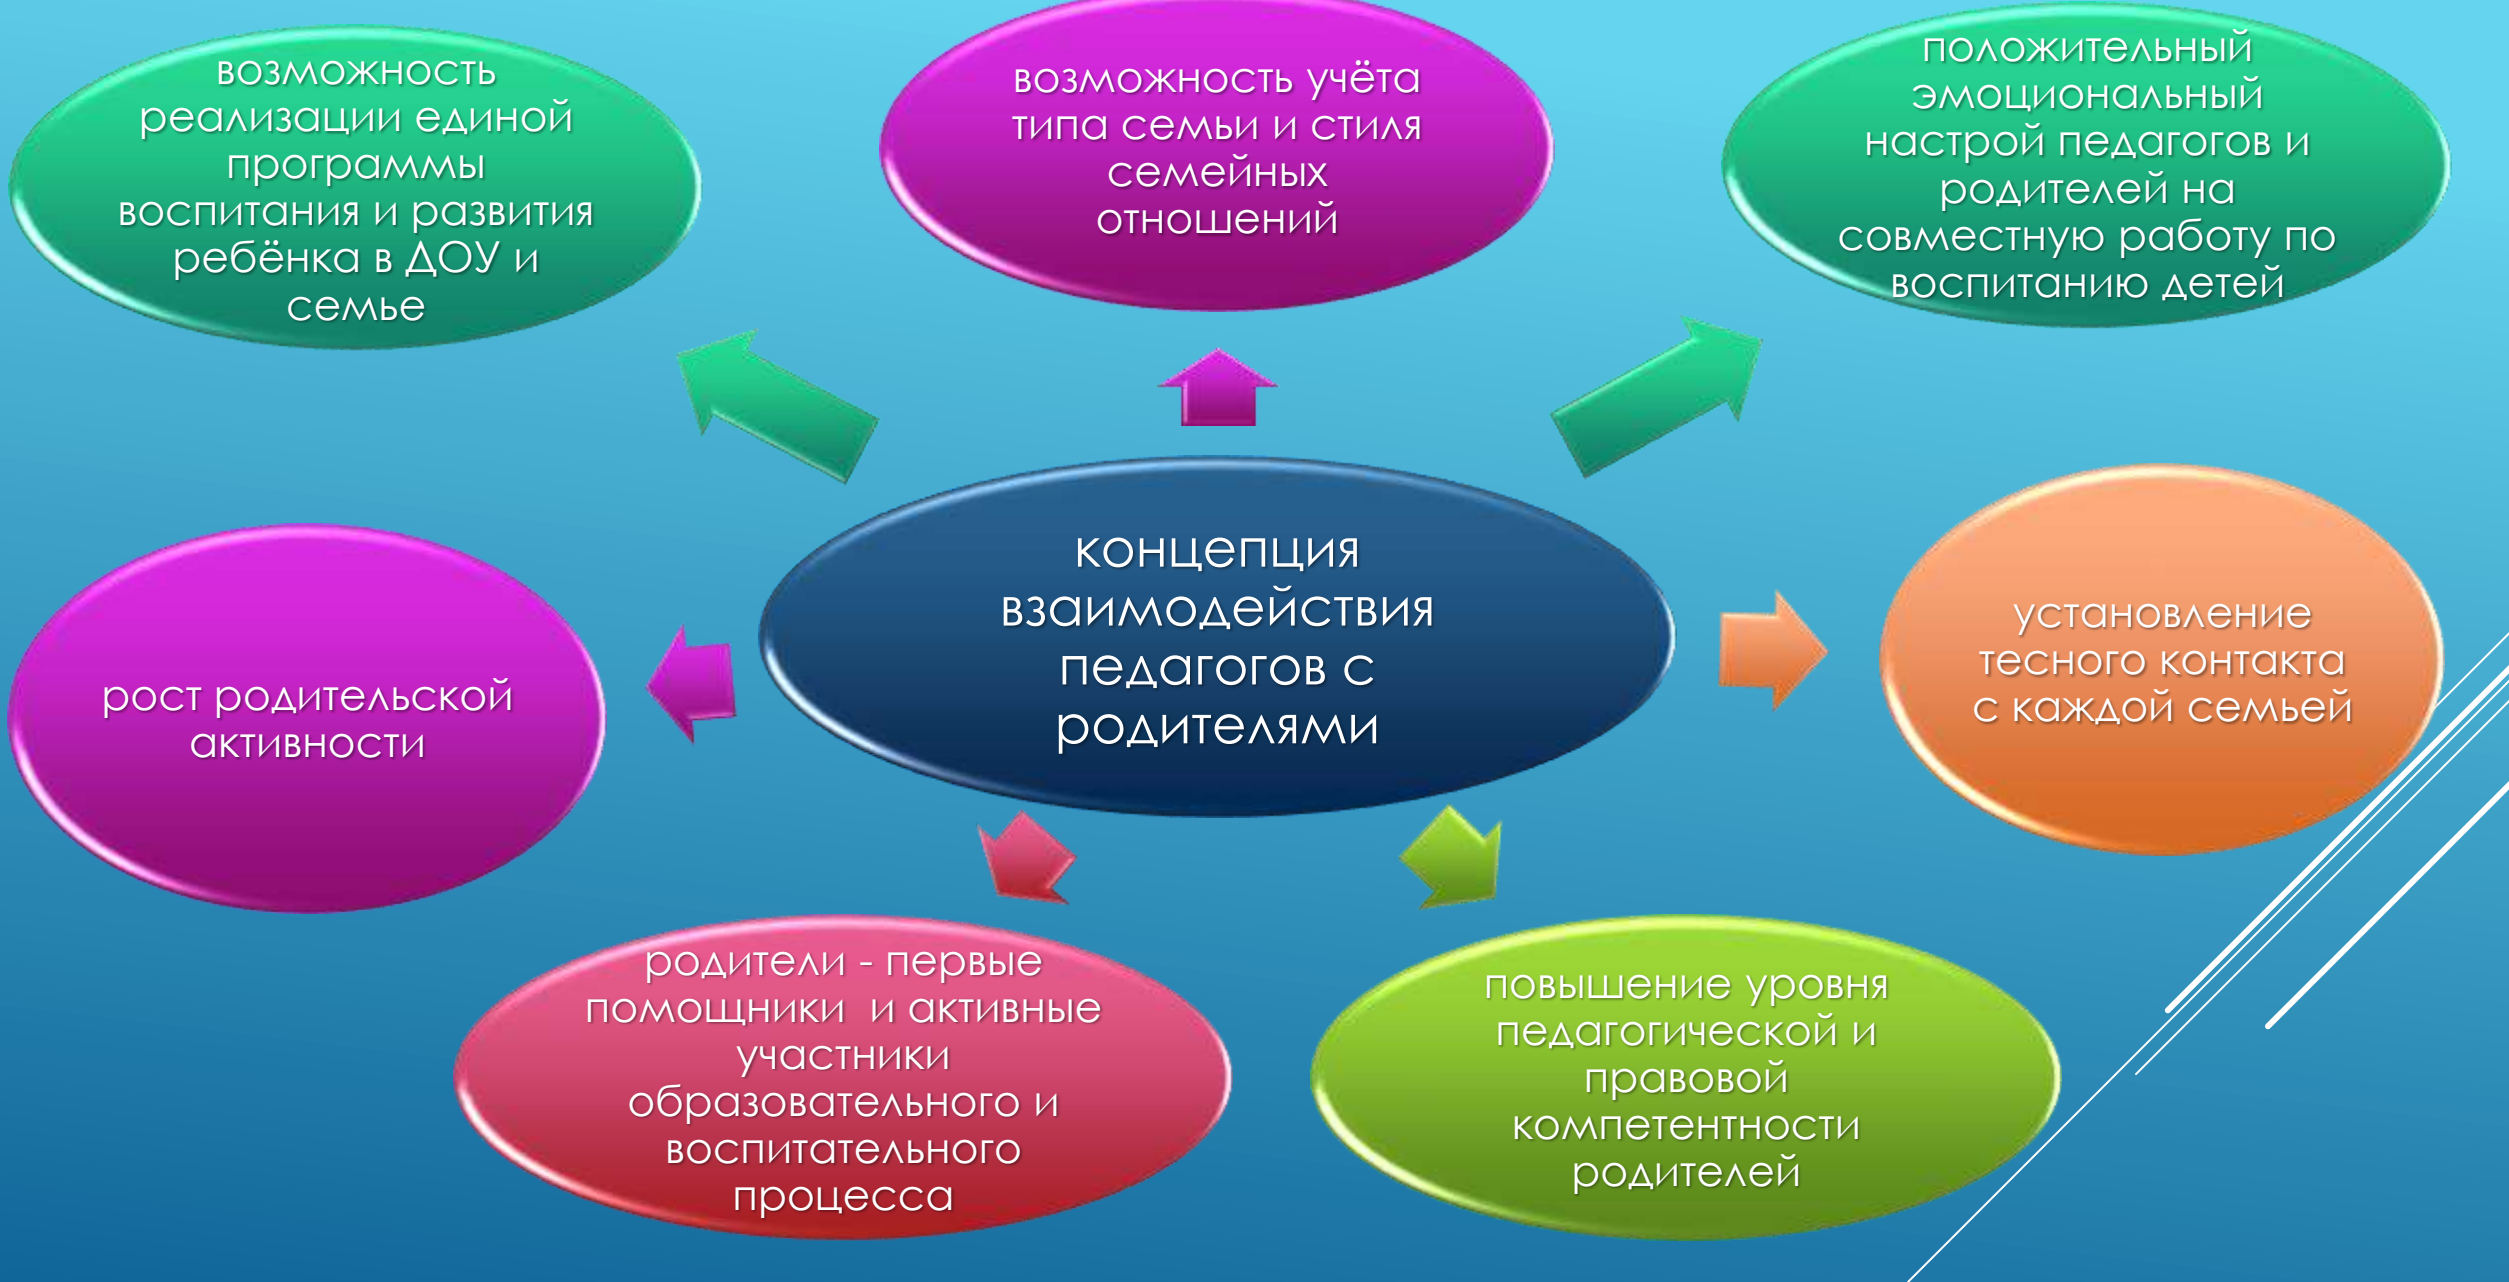 возможность
реализации единой
программы
воспитания и развития
ребёнка в ДОУ и
семье
возможность учёта
типа семьи и стиля
семейных
отношений
положительный
эмоциональный
настрой педагогов и
родителей на
совместную работу по
воспитанию детей
рост родительской
активности
концепция
взаимодействия
педагогов с
родителями
установление
тесного контакта
с каждой семьей
родители - первые
помощники  и активные
участники
образовательного и
воспитательного
процесса
повышение уровня
педагогической и
правовой
компетентности
родителей